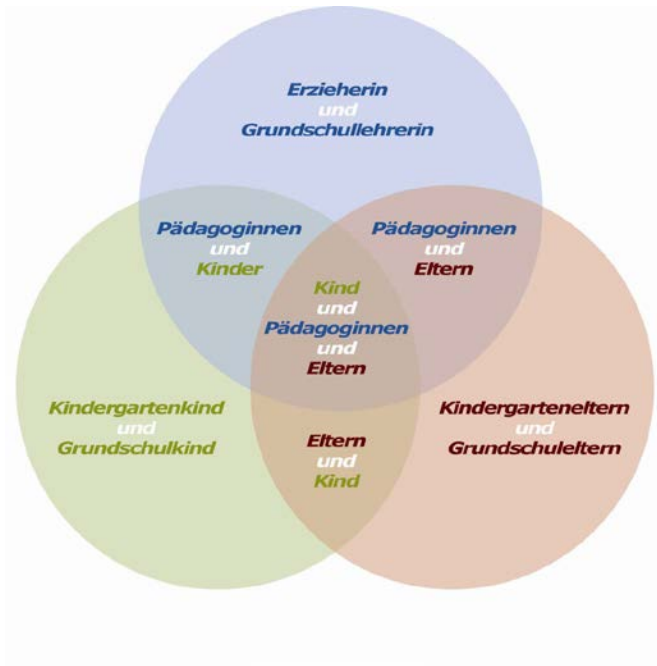 Erzieherin
und
Grundschullehrerin
Pädagoginnen
und
Kinder
Pädagoginnen
und
Eltern
Kind
und
Pädagoginnen
und
Eltern
Kindergartenkind
und
Grundschulkind
Eltern
und
Kind
Kindergarteneltern
und
Grundschuleltern